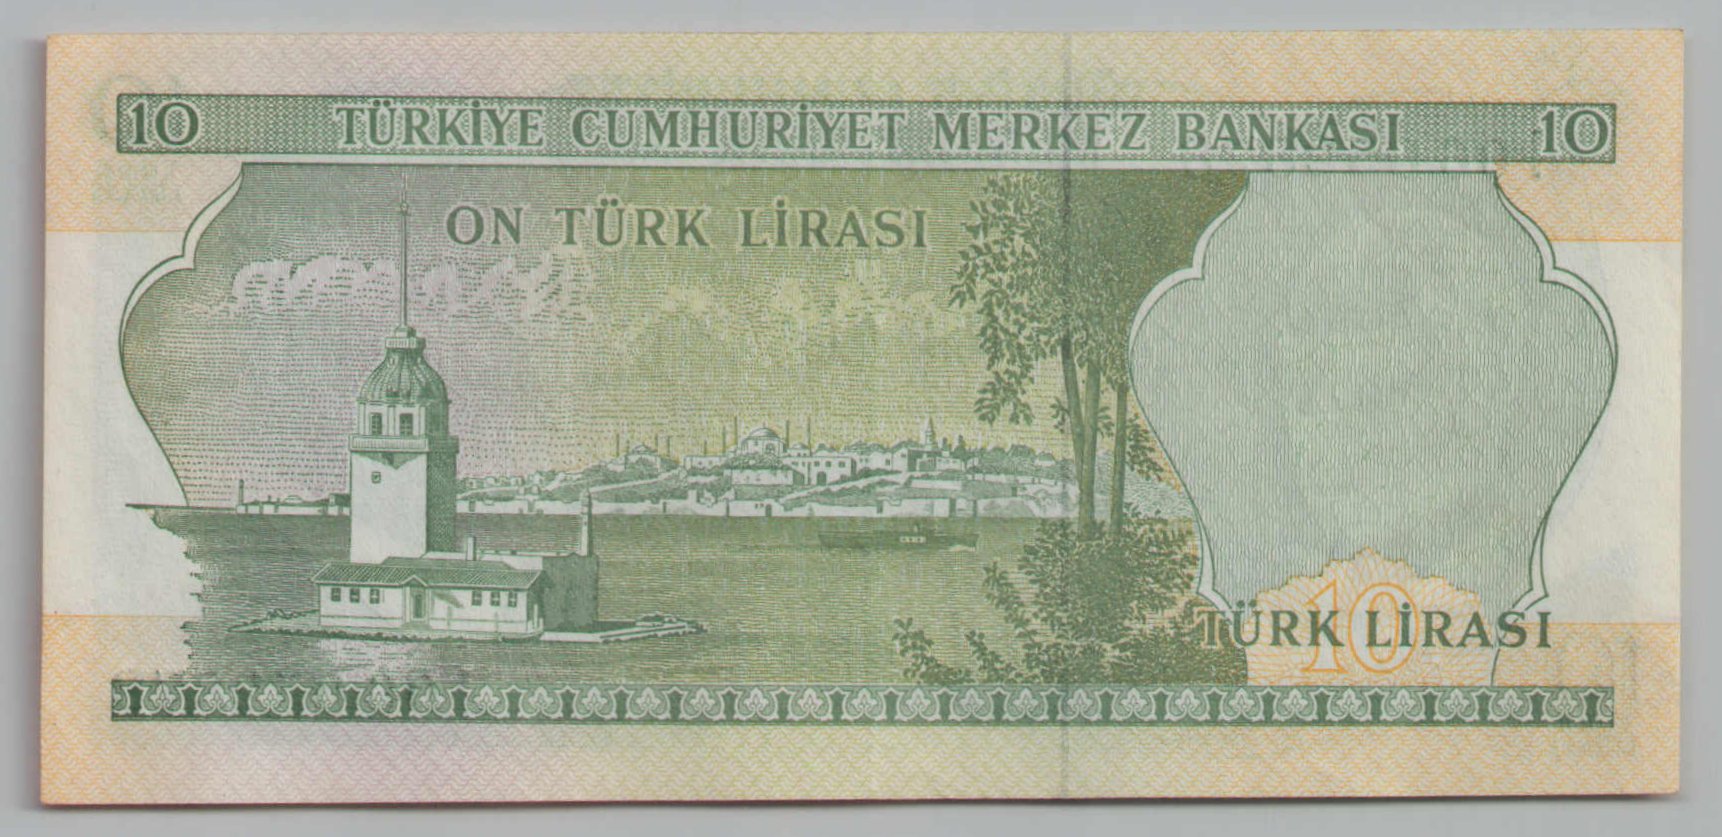 10 TÜRKİYE CUMHURİYET MERKEZ BANKASI 10
ON TÜRK LİRASI
10
TÜRK LİRASI